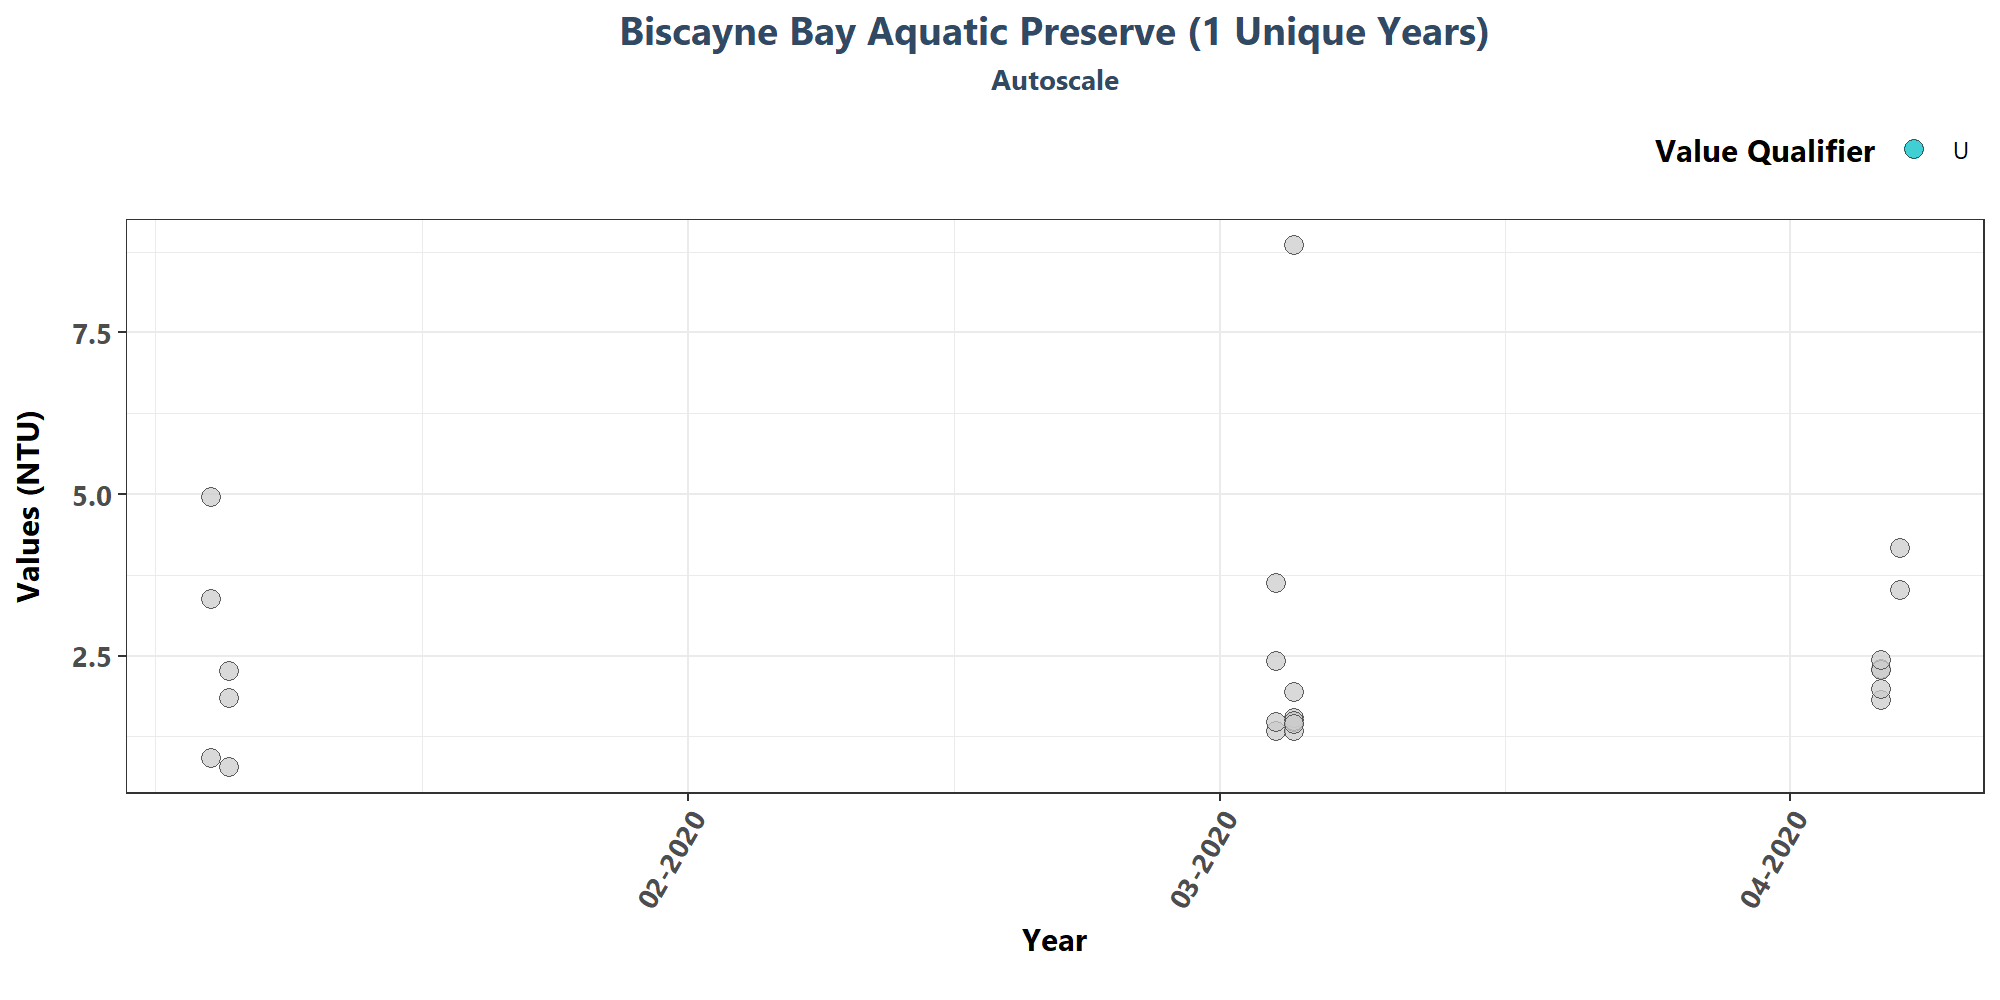 Biscayne Bay Aquatic Preserve (1 Unique Years)
Autoscale
Value Qualifier U
7.5
5.0
2.5
Values (NTU)
02-2020
03-2020
04-2020
Year